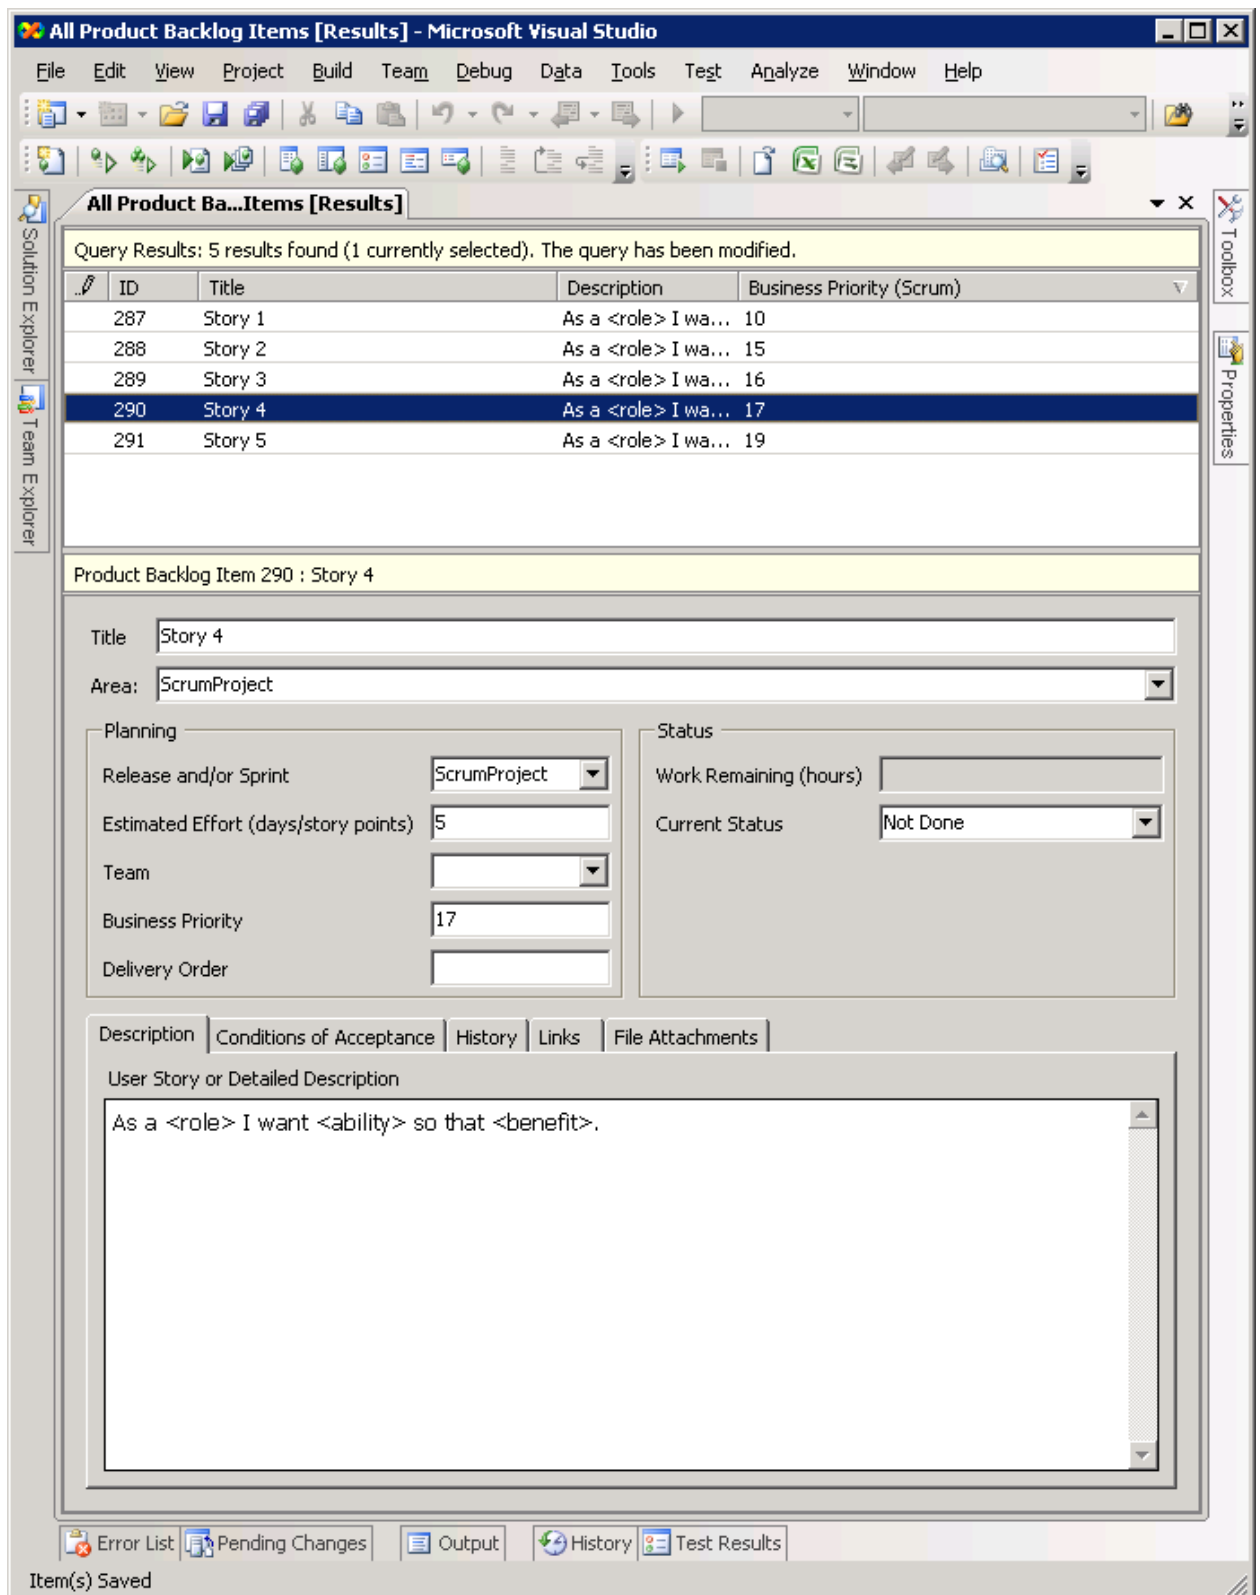 All Product Backlog Items [Results] - Microsoft Visual Studio
File Edit View Project Build Team Debug Data Tools Test Analyze Window Help
All Product Ba...Items [Results]
Solution Explorer
Team Explorer
Toolbox
Properties
Query Results: 5 results found (1 currently selected). The query has been modified.
ID Title Description Business Priority (Scrum)
287 Story 1 As a <role> I wa... 10
288 Story 2 As a <role> I wa... 15
289 Story 3 As a <role> I wa... 16
290 Story 4 As a <role> I wa... 17
291 Story 5 As a <role> I wa... 19
Product Backlog Item 290 : Story 4
Title Story 4
Area: ScrumProject
Planning
Release and/or Sprint ScrumProject
Estimated Effort (days/story points) 5
Team
Business Priority 17
Delivery Order
Status
Work Remaining (hours)
Current Status Not Done
Description Conditions of Acceptance History Links File Attachments
User Story or Detailed Description
As a <role> I want <ability> so that <benefit>.
Error List Pending Changes Output History Test Results
Item(s) Saved